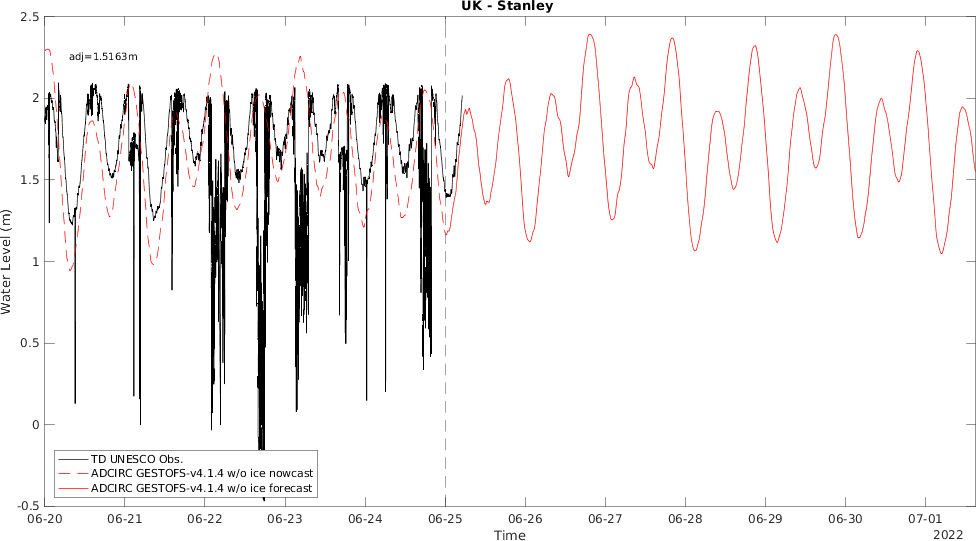 UK - Stanley
adj=1.5163m
Water Level (m)
2.5
2
1.5
1
0.5
0
-0.5
TD UNESCO Obs.
ADCIRC GESTOFS-v4.1.4 w/o ice nowcast
ADCIRC GESTOFS-v4.1.4 w/o ice forecast
06-20 06-21 06-22 06-23 06-24 06-25 06-26 06-27 06-28 06-29 06-30 07-01
Time
2022